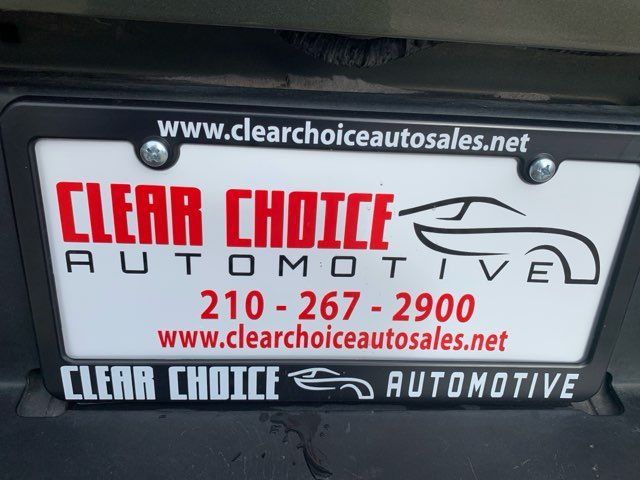 www.clearchoiceautosales.net
CLEAR CHOICE
AUTOMOTIVE
210 - 267 - 2900
www.clearchoiceautosales.net
CLEAR CHOICE AUTOMOTIVE